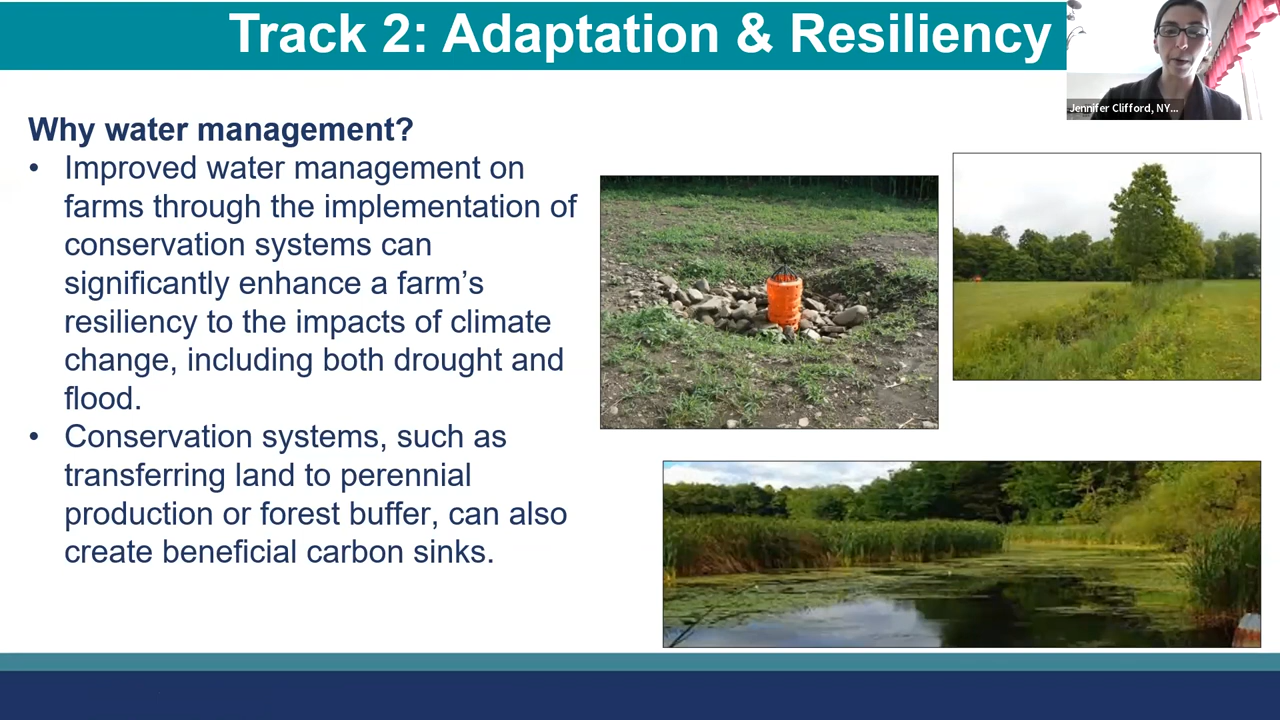 Track 2: Adaptation & Resiliency
Jennifer Clifford, NY...
Why water management?
• Improved water management on
farms through the implementation of
conservation systems can
significantly enhance a farm’s
resiliency to the impacts of climate
change, including both drought and
flood.
• Conservation systems, such as
transferring land to perennial
production or forest buffer, can also
create beneficial carbon sinks.